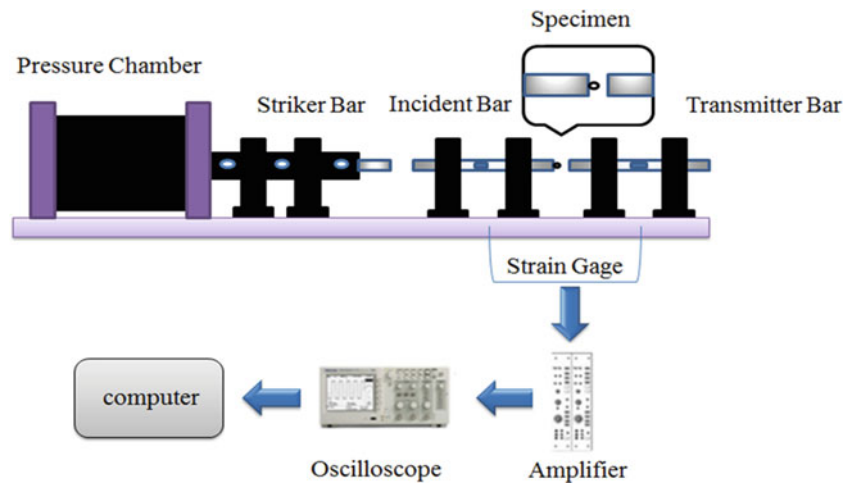 Specimen
Pressure Chamber
Striker Bar
Incident Bar
Transmitter Bar
Strain Gage
computer
Oscilloscope
Amplifier